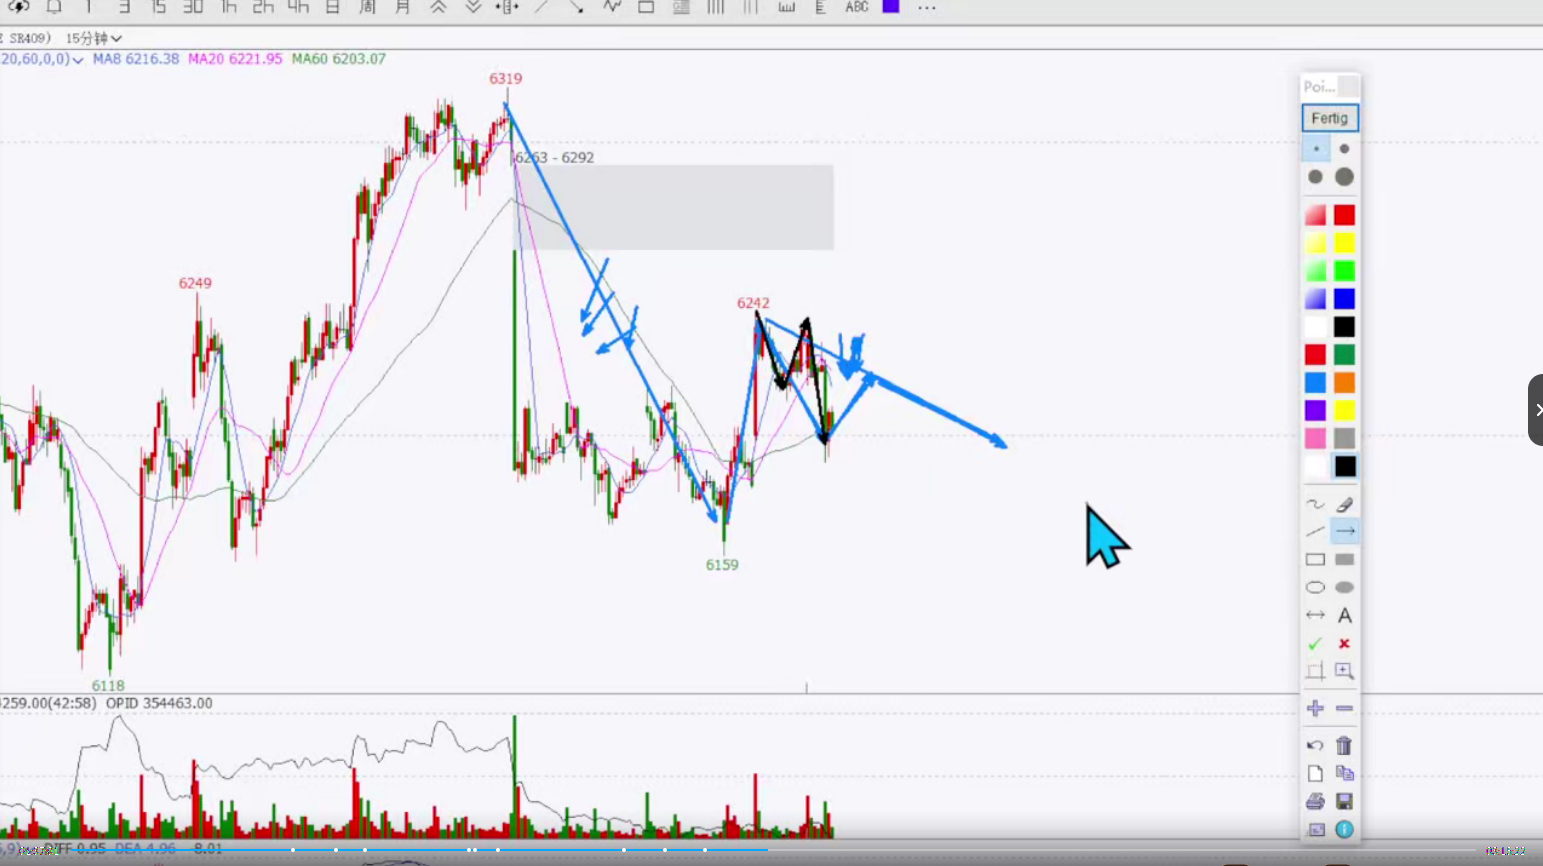 1 3 15 30 1h 2h 4h 日 周 月 ABC ...
SR409) 15分钟
20,60,0,0) MA8 6216.38 MA20 6221.95 MA60 6203.07
6319
Poi...
Fertig
6263 - 6292
6249
6242
6159
A
6118
4259.00(42:58) OPID 354463.00
DIFF 0.95 DEA 4.96 -8.01